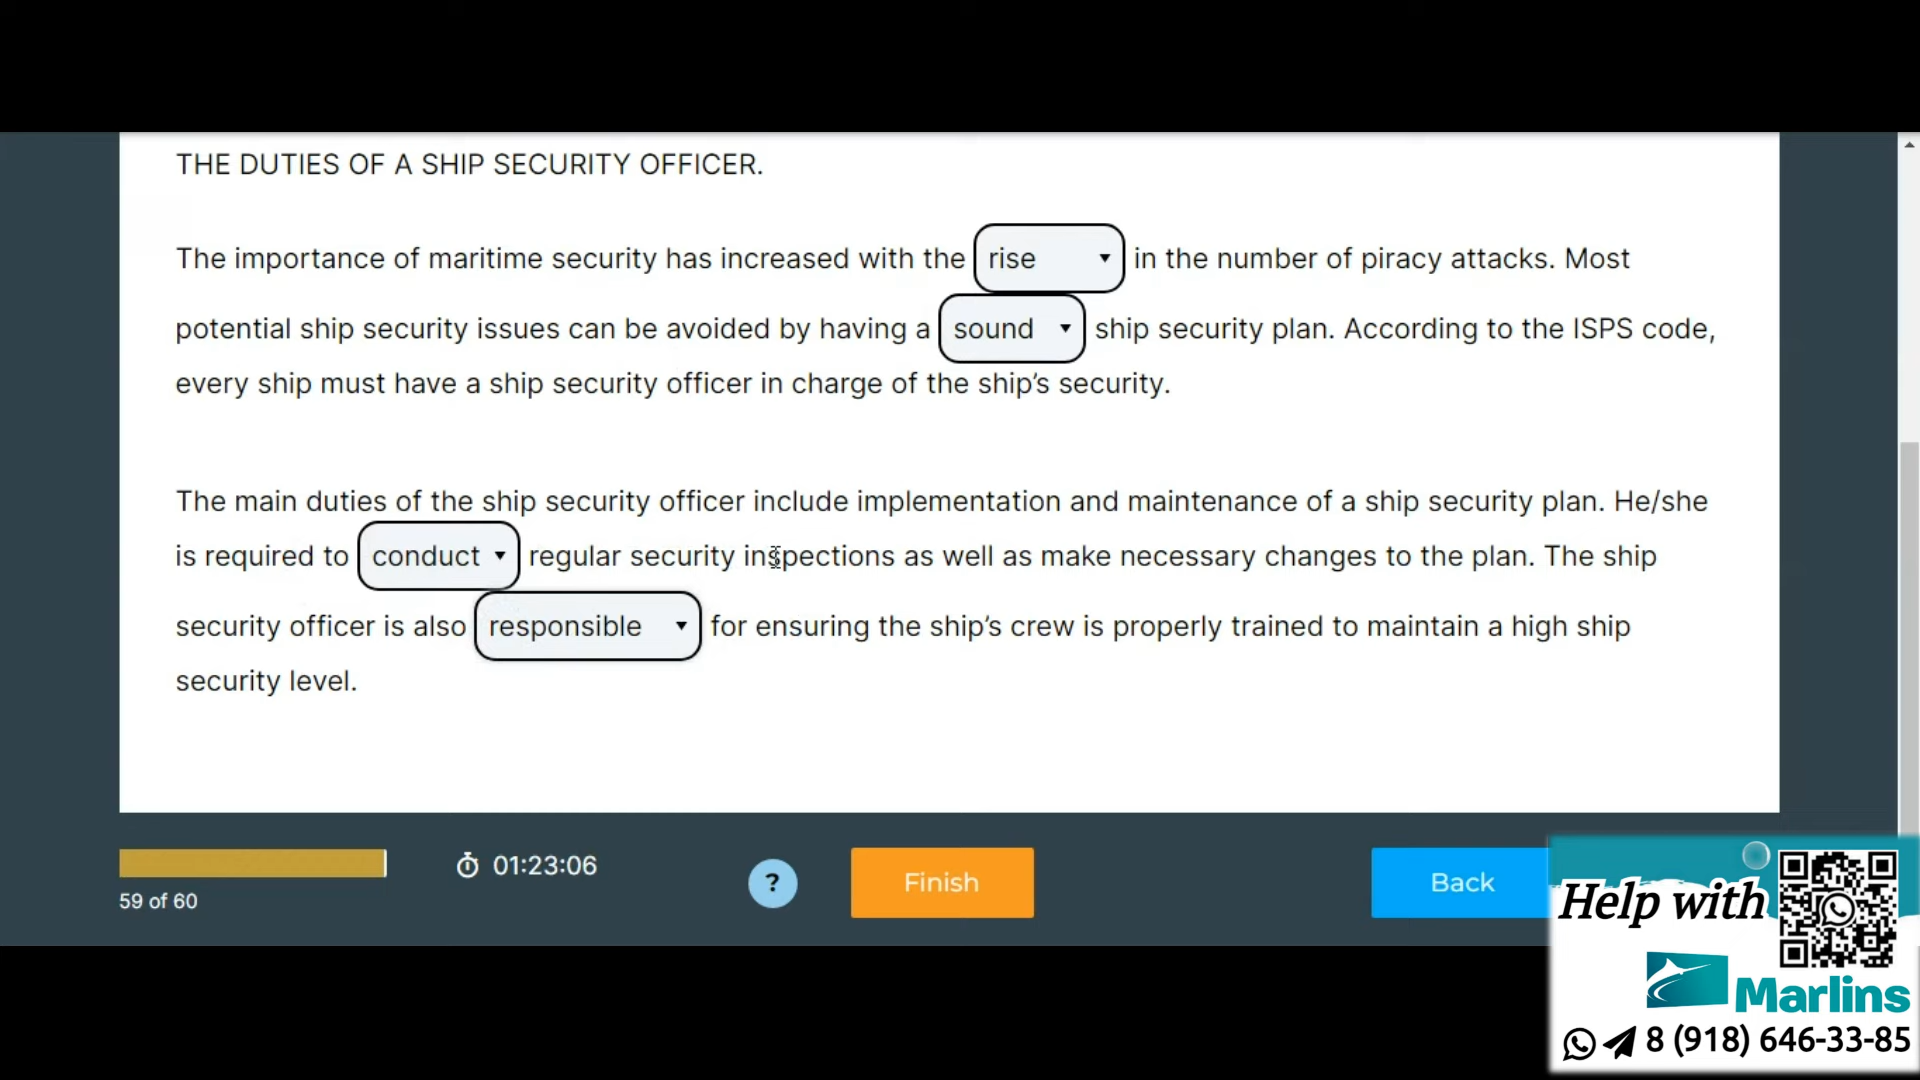 THE DUTIES OF A SHIP SECURITY OFFICER.
The importance of maritime security has increased with the rise in the number of piracy attacks. Most
potential ship security issues can be avoided by having a sound ship security plan. According to the ISPS code,
every ship must have a ship security officer in charge of the ship's security.
The main duties of the ship security officer include implementation and maintenance of a ship security plan. He/she
is required to conduct regular security inspections as well as make necessary changes to the plan. The ship
security officer is also responsible for ensuring the ship's crew is properly trained to maintain a high ship
security level.
01:23:06
59 of 60
?
Finish
Back
Help with
Marlins
8 (918) 646-33-85